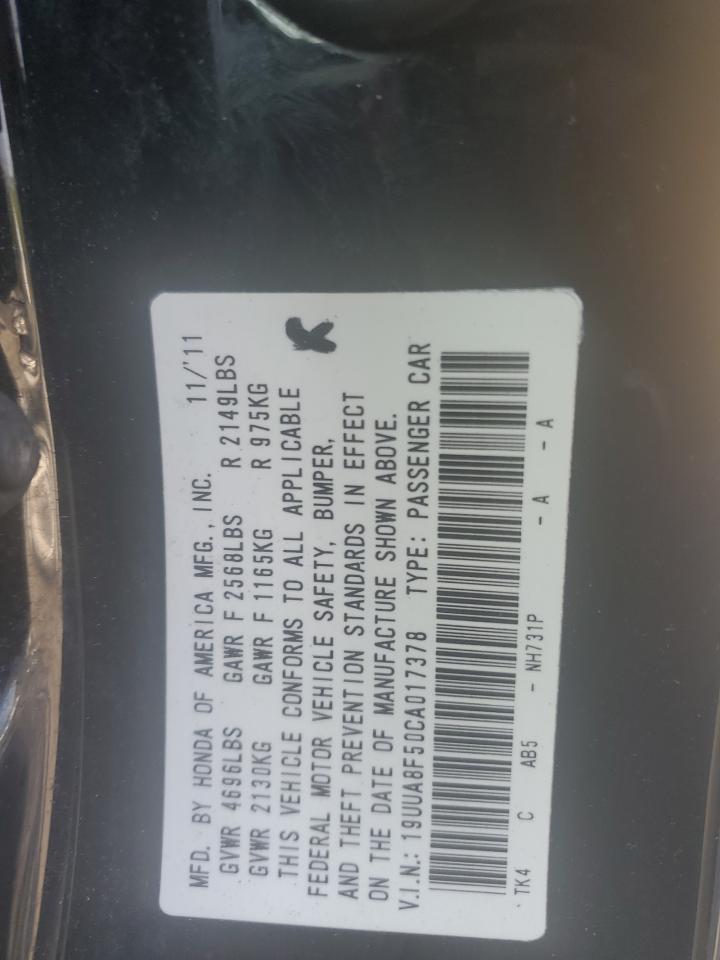 MFD. BY HONDA OF AMERICA MFG., INC. 11/'11
GVWR 4696LBS GAWR F 2568LBS R 2149LBS
GVWR 2130KG GAWR F 1165KG R 975KG
THIS VEHICLE CONFORMS TO ALL APPLICABLE
FEDERAL MOTOR VEHICLE SAFETY, BUMPER,
AND THEFT PREVENTION STANDARDS IN EFFECT
ON THE DATE OF MANUFACTURE SHOWN ABOVE.
V.I.N.: 19UUA8F50CA017378 TYPE: PASSENGER CAR
TK4 C AB5 - NH731P - A - A